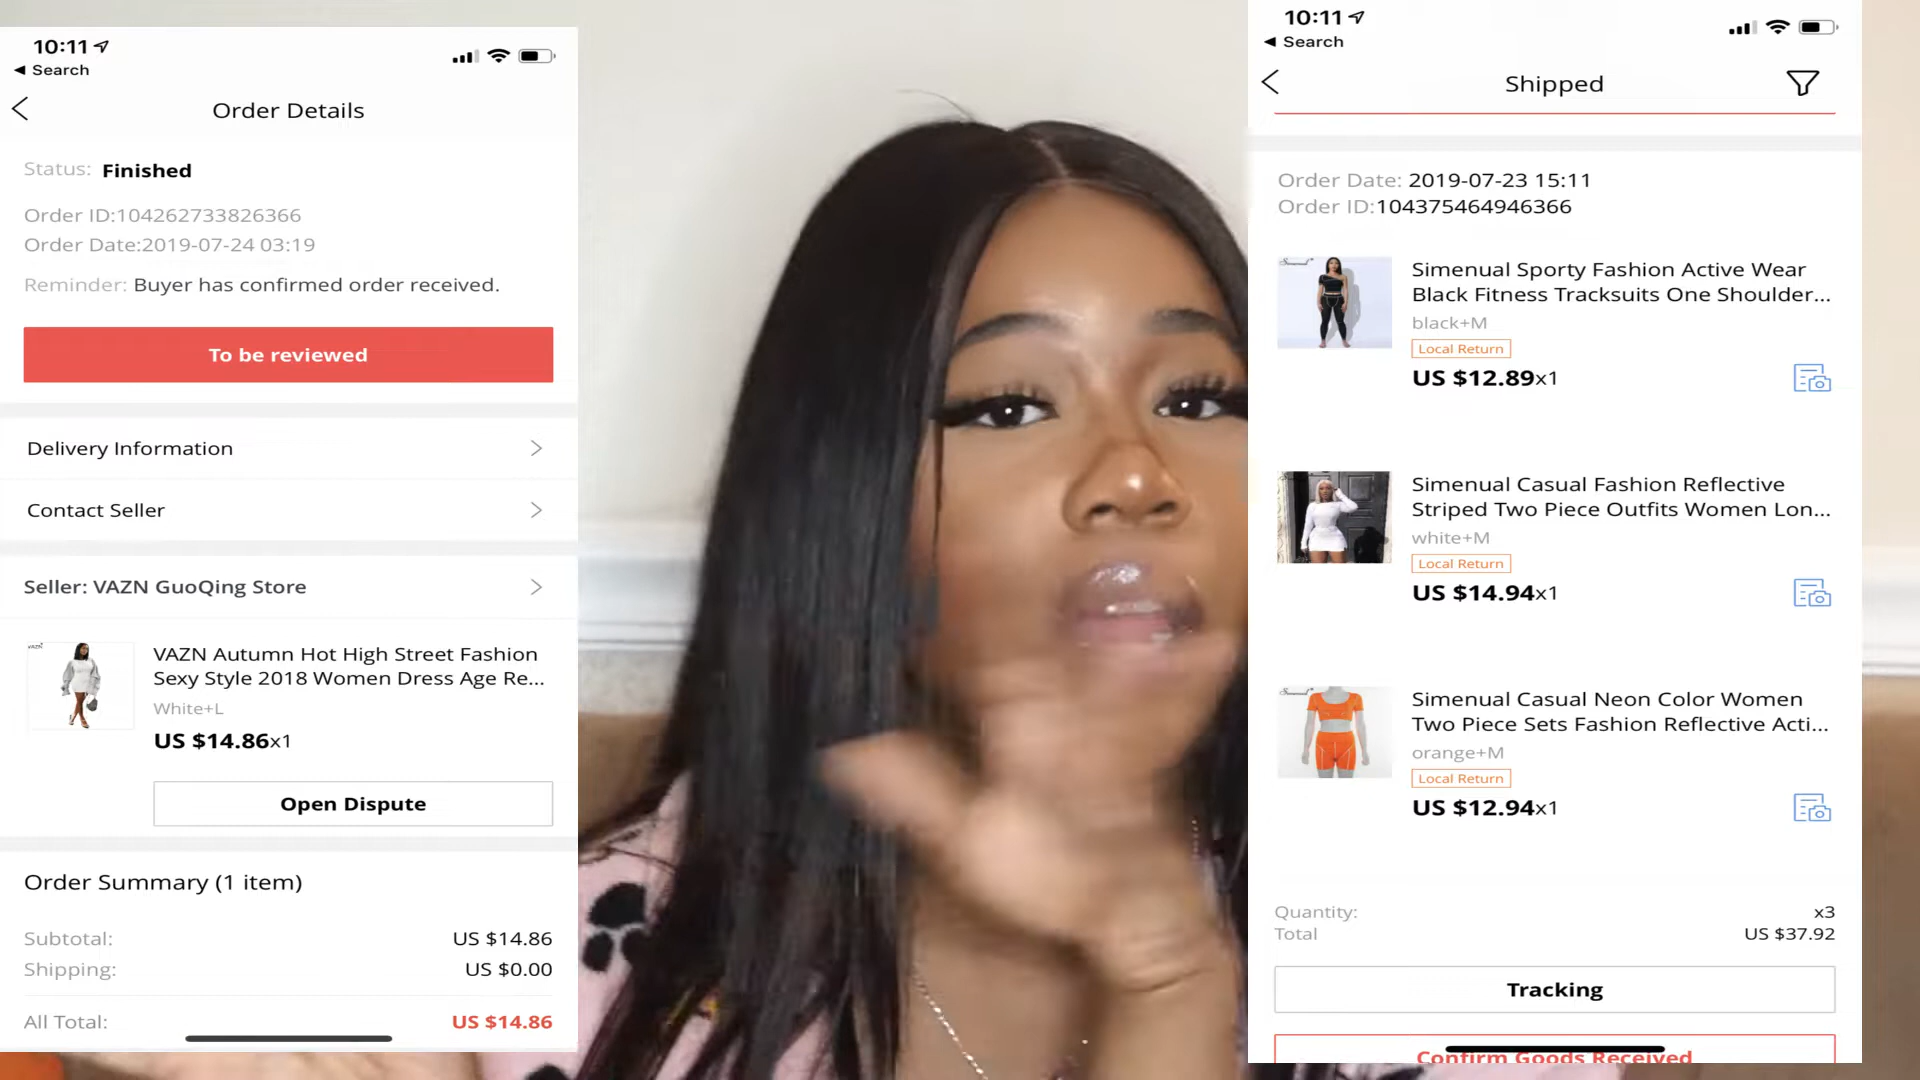 10:11
Search
Order Details
Status: Finished
Order ID:104262733826366
Order Date:2019-07-24 03:19
Reminder: Buyer has confirmed order received.
To be reviewed
Delivery Information
Contact Seller
Seller: VAZN GuoQing Store
VAZN
VAZN Autumn Hot High Street Fashion
Sexy Style 2018 Women Dress Age Re...
White+L
US $14.86x1
Open Dispute
Order Summary (1 item)
Subtotal: US $14.86
Shipping: US $0.00
All Total: US $14.86
10:11
Search
Shipped
Order Date: 2019-07-23 15:11
Order ID:104375464946366
Simenual
Simenual Sporty Fashion Active Wear
Black Fitness Tracksuits One Shoulder...
black+M
Local Return
US $12.89x1
Simenual Casual Fashion Reflective
Striped Two Piece Outfits Women Lon...
white+M
Local Return
US $14.94x1
Simenual
Simenual Casual Neon Color Women
Two Piece Sets Fashion Reflective Acti...
orange+M
Local Return
US $12.94x1
Quantity: x3
Total US $37.92
Tracking
Confirm Goods Received